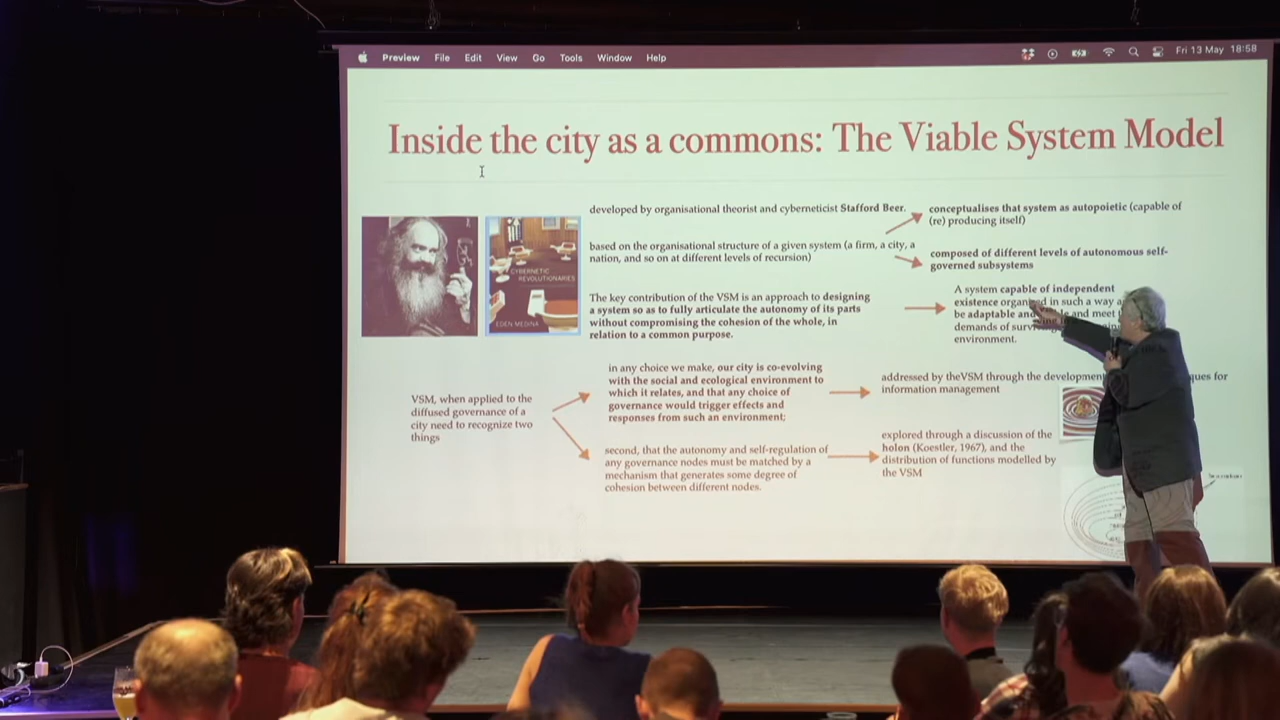 Preview File Edit View Go Tools Window Help
Fri 13 May 18:58
Inside the city as a commons: The Viable System Model
CYBERNETIC
REVOLUTIONARIES
EDEN MEDINA
developed by organisational theorist and cyberneticist Stafford Beer.
based on the organisational structure of a given system (a firm, a city, a
nation, and so on at different levels of recursion)
conceptualises that system as autopoietic (capable of
(re) producing itself)
composed of different levels of autonomous self-
governed subsystems
The key contribution of the VSM is an approach to designing
a system so as to fully articulate the autonomy of its parts
without compromising the cohesion of the whole, in
relation to a common purpose.
A system capable of independent
existence organised in such a way
be adaptable and and meet
demands of
environment.
VSM, when applied to the
diffused governance of a
city need to recognize two
things
in any choice we make, our city is co-evolving
with the social and ecological environment to
which it relates, and that any choice of
governance would trigger effects and
responses from such an environment;
addressed by theVSM through the for
information management
second, that the autonomy and self-regulation of
any governance nodes must be matched by a
mechanism that generates some degree of
cohesion between different nodes.
explored through a discussion of the
holon (Koestler, 1967), and the
distribution of functions modelled by
the VSM